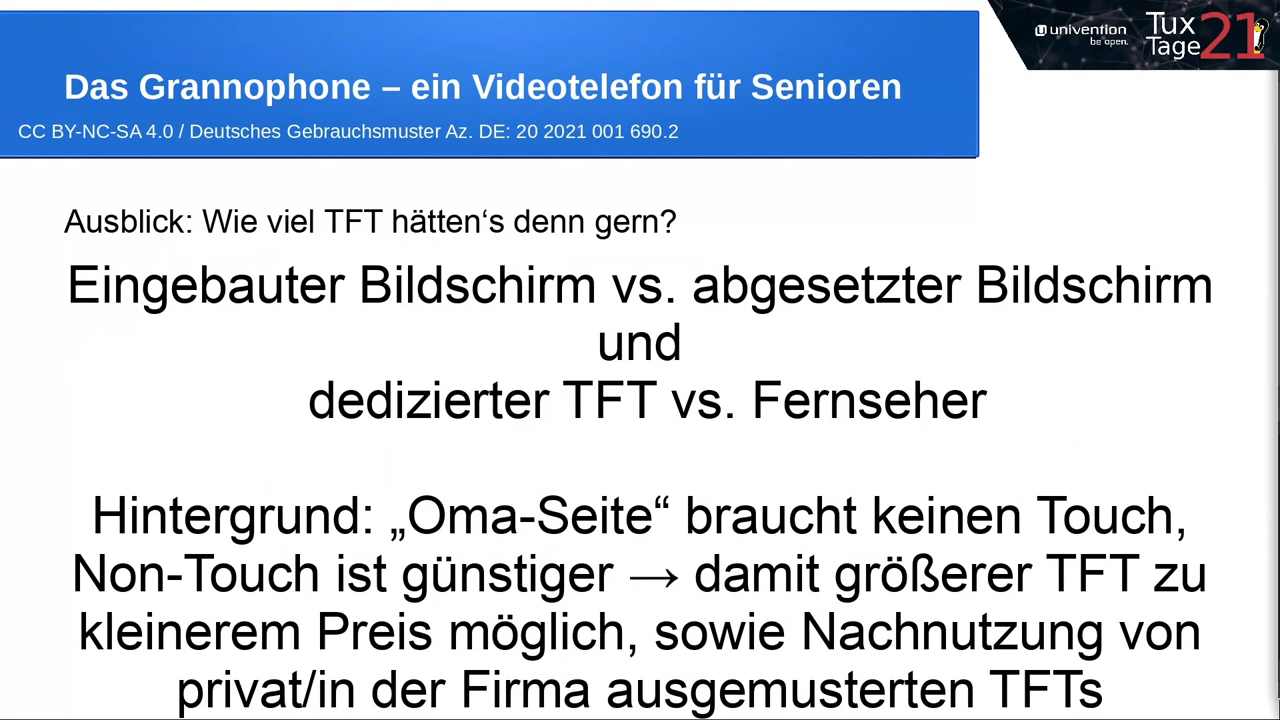 univention
be open.
Tux
Tage
21
Das Grannophone – ein Videotelefon für Senioren
CC BY-NC-SA 4.0 / Deutsches Gebrauchsmuster Az. DE: 20 2021 001 690.2
Ausblick: Wie viel TFT hätten‘s denn gern?
Eingebauter Bildschirm vs. abgesetzter Bildschirm
und
dedizierter TFT vs. Fernseher
Hintergrund: „Oma-Seite“ braucht keinen Touch,
Non-Touch ist günstiger → damit größerer TFT zu
kleinerem Preis möglich, sowie Nachnutzung von
privat/in der Firma ausgemusterten TFTs